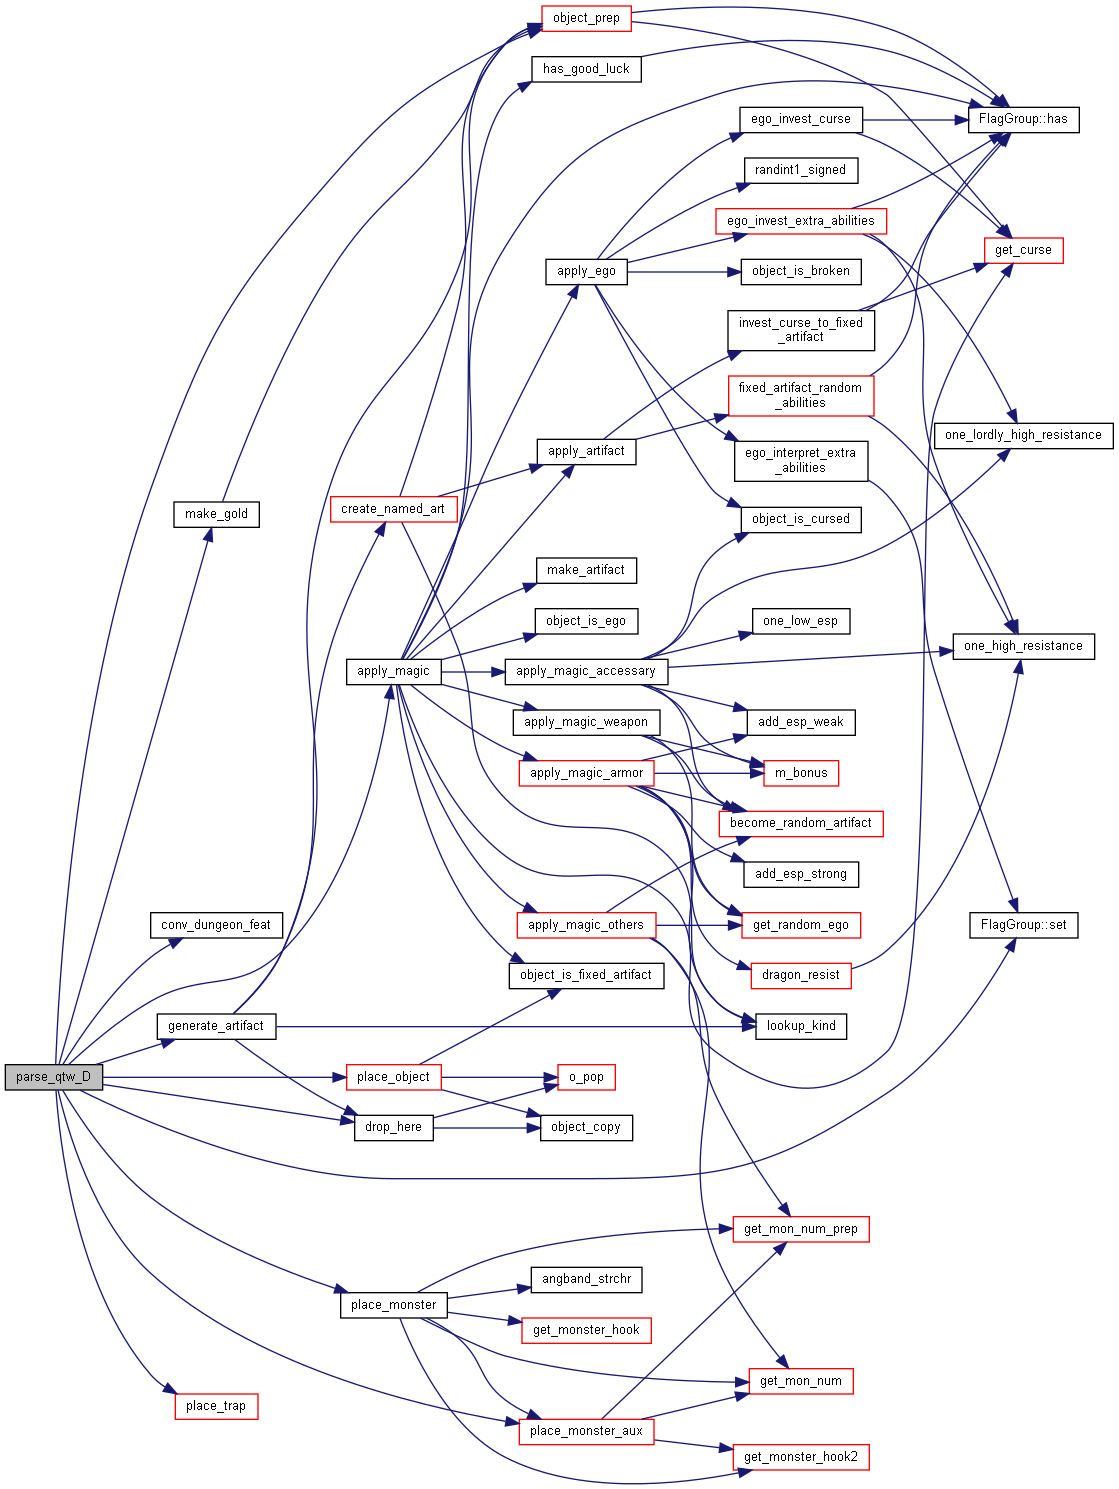 object_prep
has_good_luck
ego_invest_curse
FlagGroup::has
randint1_signed
ego_invest_extra_abilities
get_curse
apply_ego
object_is_broken
invest_curse_to_fixed
_artifact
fixed_artifact_random
_abilities
one_lordly_high_resistance
apply_artifact
ego_interpret_extra
_abilities
make_gold
create_named_art
object_is_cursed
make_artifact
object_is_ego
one_low_esp
one_high_resistance
apply_magic
apply_magic_accessary
apply_magic_weapon
add_esp_weak
apply_magic_armor
m_bonus
become_random_artifact
add_esp_strong
conv_dungeon_feat
apply_magic_others
get_random_ego
FlagGroup::set
object_is_fixed_artifact
dragon_resist
generate_artifact
lookup_kind
parse_qtw_D
place_object
o_pop
drop_here
object_copy
get_mon_num_prep
angband_strchr
place_monster
get_monster_hook
get_mon_num
place_trap
place_monster_aux
get_monster_hook2